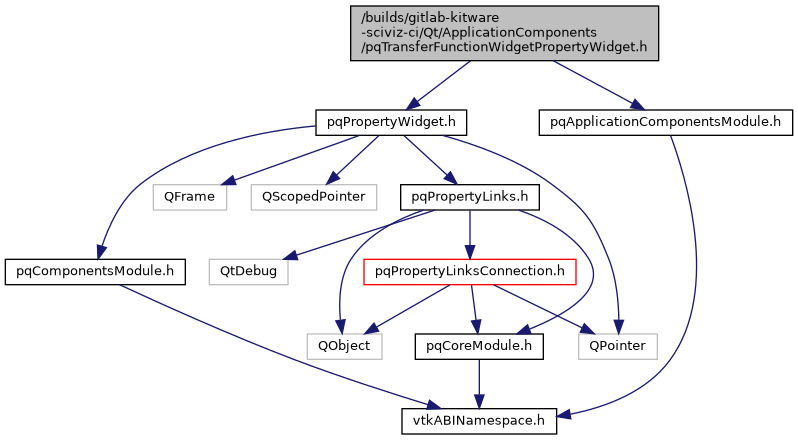 /builds/gitlab-kitware
-sciviz-ci/Qt/ApplicationComponents
/pqTransferFunctionWidgetPropertyWidget.h
pqPropertyWidget.h
pqApplicationComponentsModule.h
QFrame
QScopedPointer
pqPropertyLinks.h
pqComponentsModule.h
QtDebug
pqPropertyLinksConnection.h
QObject
pqCoreModule.h
QPointer
vtkABINamespace.h